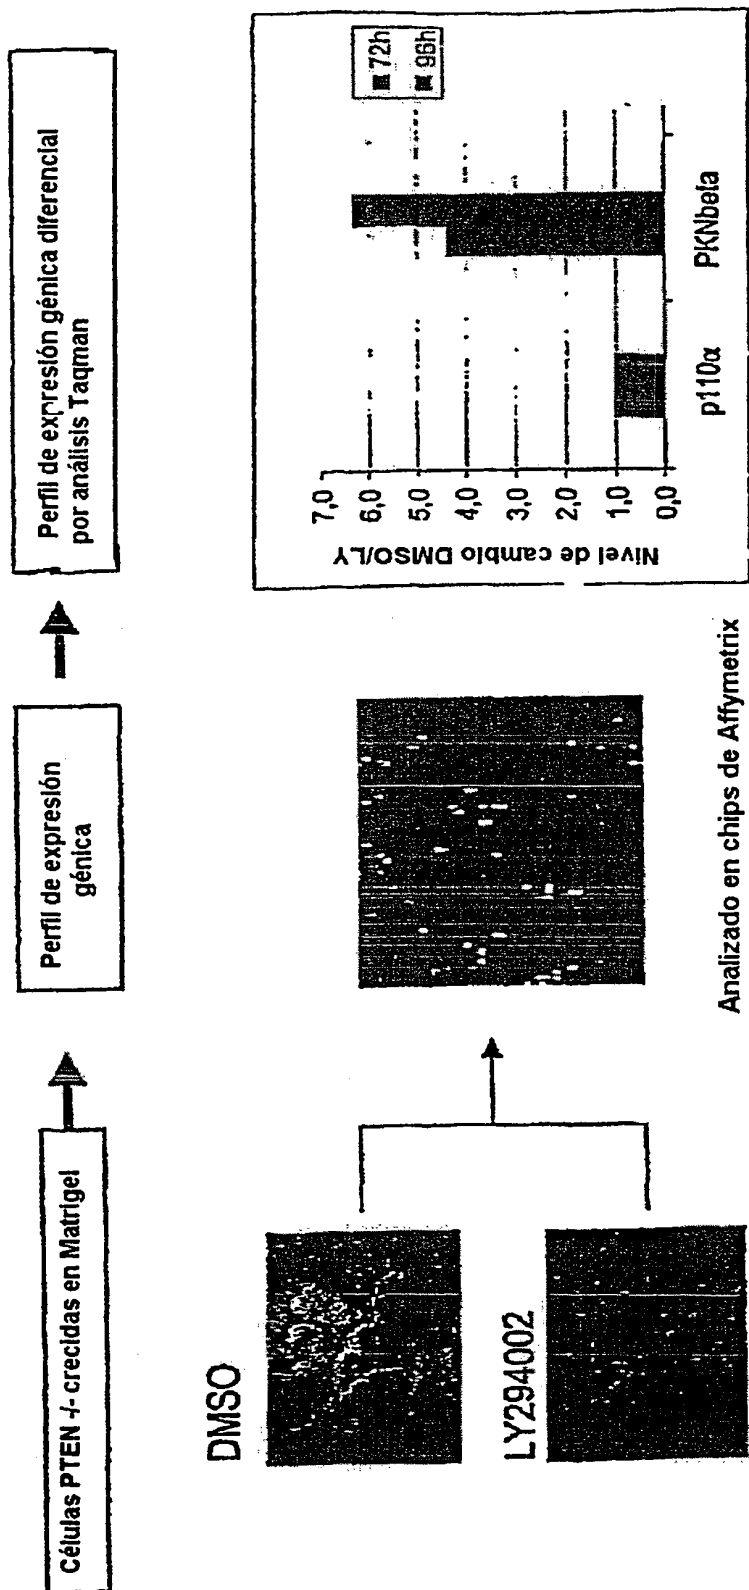 Células PTEN -/- crecidas en Matrigel
Perfil de expresión
génica
Perfil de expresión génica diferencial
por análisis Taqman
DMSO
LY294002
Analizado en chips de Affymetrix
Nivel de cambio DMSO/LY
7,0
6,0
5,0
4,0
3,0
2,0
1,0
0,0
p110α
PKNbeta
72h
96h